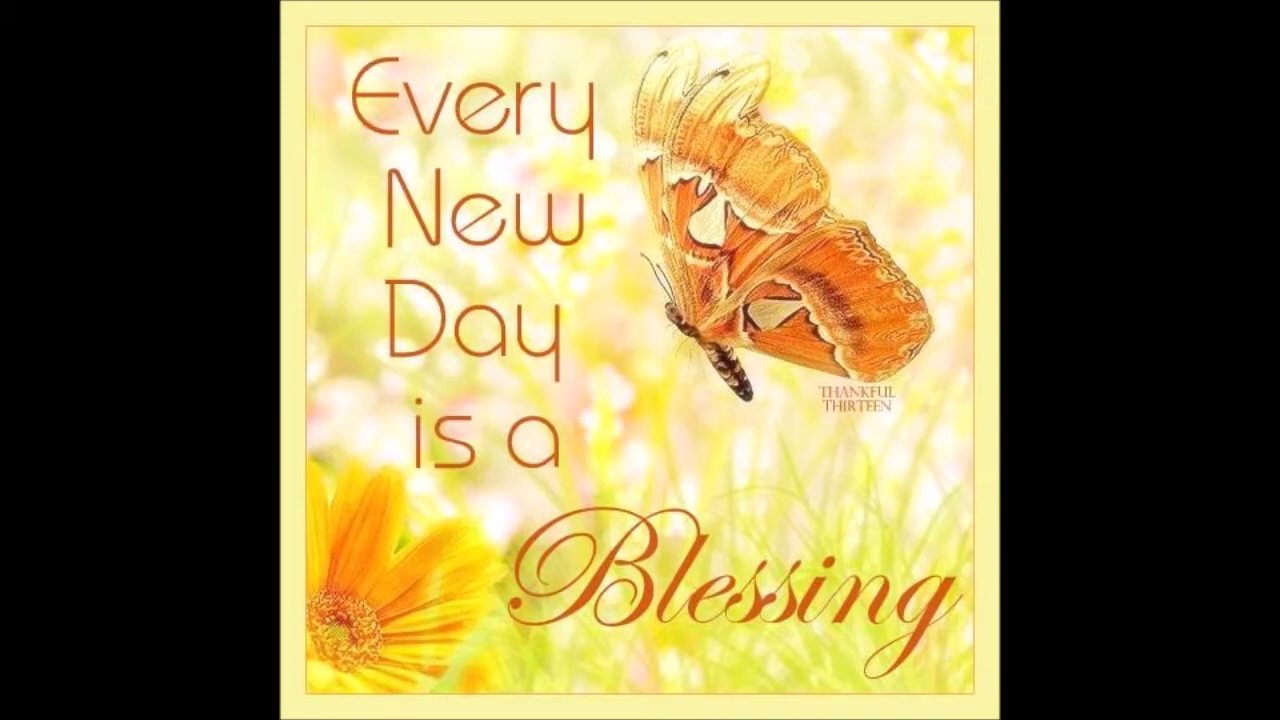 Every
New
Day
is a
Blessing
THANKFUL
THIRTEEN